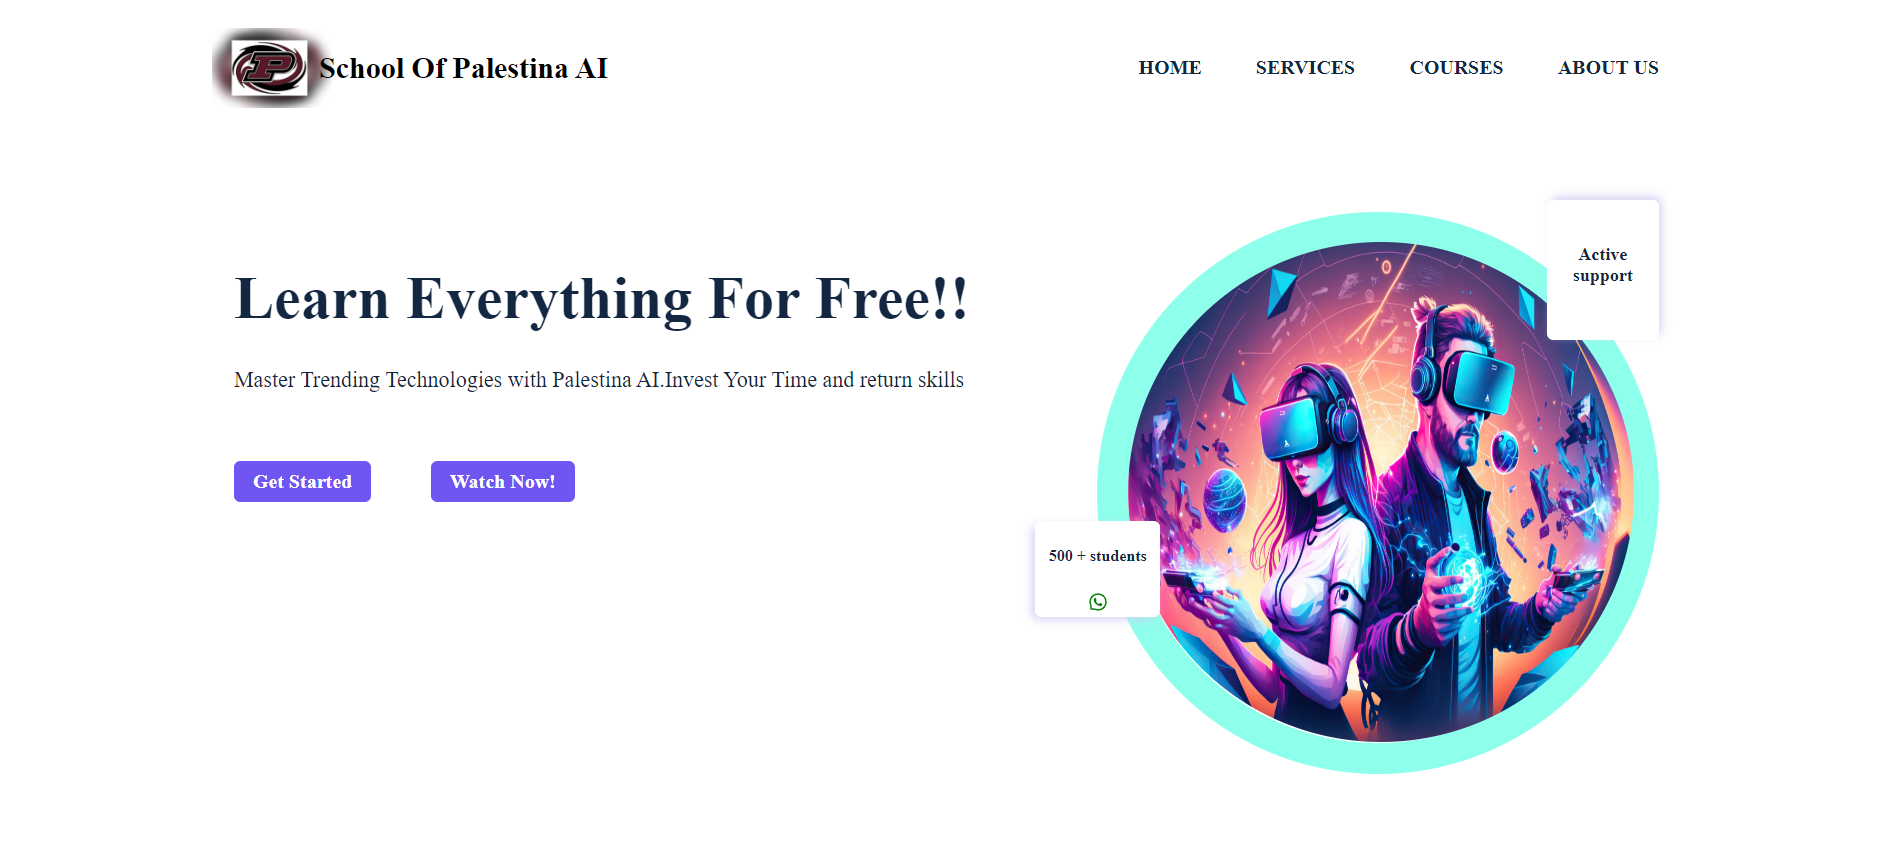 P
School Of Palestina AI
HOME SERVICES COURSES ABOUT US
Learn Everything For Free!!
Master Trending Technologies with Palestina AI.Invest Your Time and return skills
Get Started
Watch Now!
Active
support
500 + students